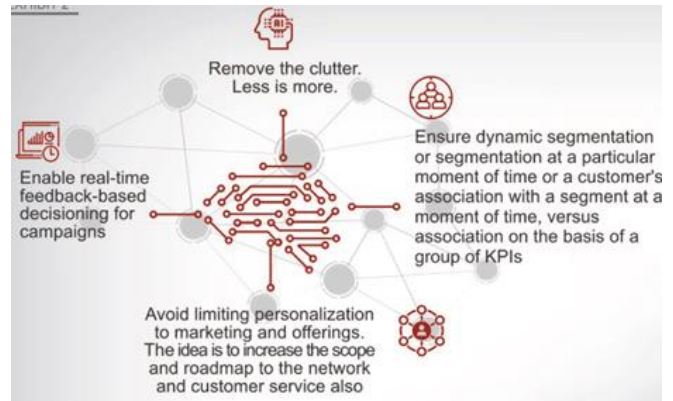 EXHIBIT 2
AI
Remove the clutter.
Less is more.
Ensure dynamic segmentation
or segmentation at a particular
moment of time or a customer's
association with a segment at a
moment of time, versus
association on the basis of a
group of KPIs
Enable real-time
feedback-based
decisioning for
campaigns
Avoid limiting personalization
to marketing and offerings.
The idea is to increase the scope
and roadmap to the network
and customer service also